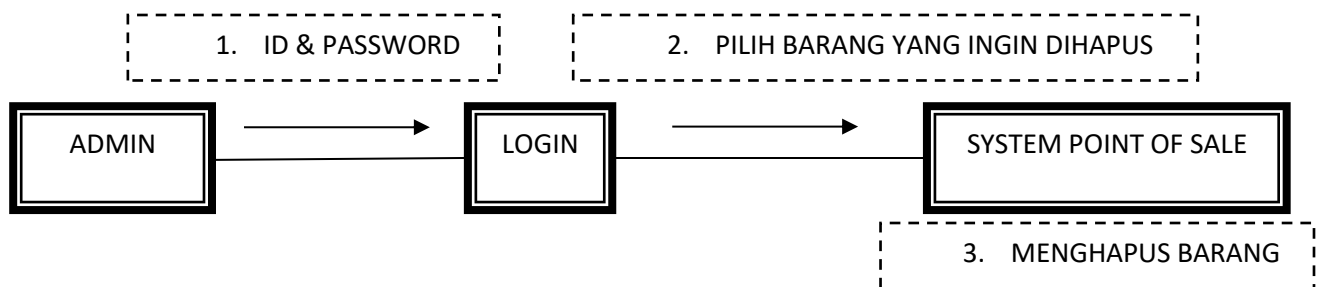 1. ID & PASSWORD
2. PILIH BARANG YANG INGIN DIHAPUS
ADMIN
LOGIN
SYSTEM POINT OF SALE
3. MENGHAPUS BARANG